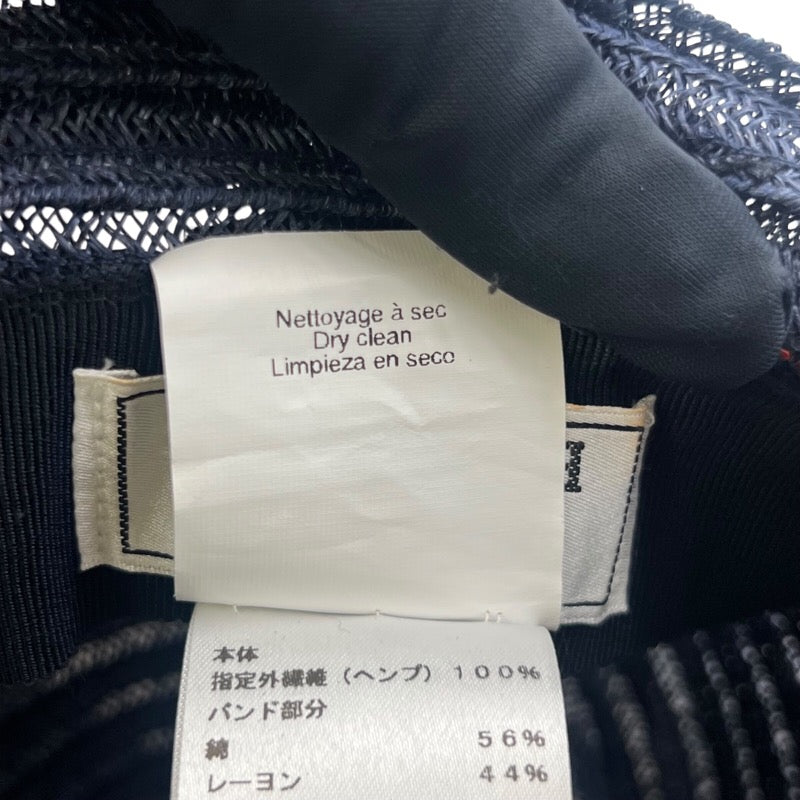 Nettoyage à sec
Dry clean
Limpieza en seco
本体
指定外繊維（ヘンプ）１００％
バンド部分
綿 ５６％
レーヨン ４４％